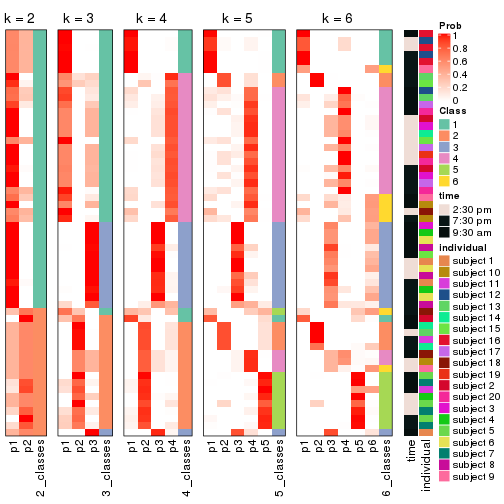 k = 2
k = 3
k = 4
k = 5
k = 6
p1
p2
2_classes
p1
p2
p3
3_classes
p1
p2
p3
p4
4_classes
p1
p2
p3
p4
p5
5_classes
p1
p2
p3
p4
p5
p6
6_classes
time
individual
Prob
1
0.8
0.6
0.4
0.2
0
Class
1
2
3
4
5
6
time
2:30 pm
7:30 pm
9:30 am
individual
subject 1
subject 10
subject 11
subject 12
subject 13
subject 14
subject 15
subject 16
subject 17
subject 18
subject 19
subject 2
subject 20
subject 3
subject 4
subject 5
subject 6
subject 7
subject 8
subject 9